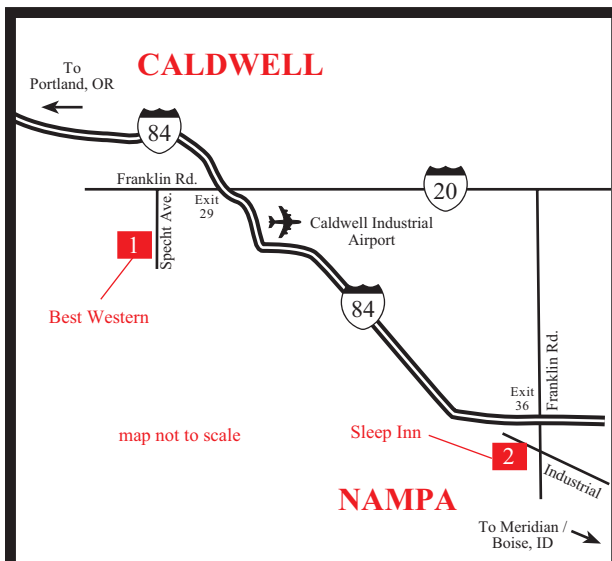 CALDWELL
To
Portland, OR
84
Franklin Rd.
20
Exit
29
Specht Ave.
1
Caldwell Industrial
Airport
Best Western
84
Franklin Rd.
Exit
36
map not to scale
Sleep Inn
2
Industrial
NAMPA
To Meridian /
Boise, ID